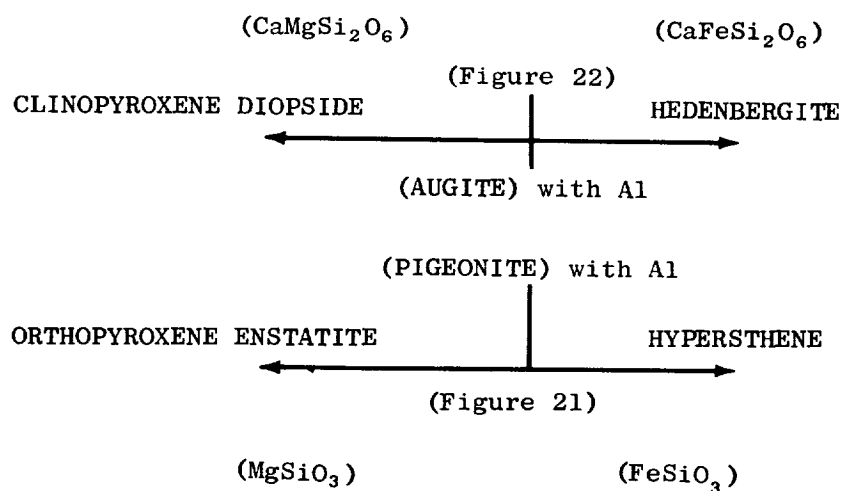 (CaMgSi₂O₆) (CaFeSi₂O₆)
(Figure 22)
CLINOPYROXENE DIOPSIDE HEDENBERGITE
(AUGITE) with Al
(PIGEONITE) with Al
ORTHOPYROXENE ENSTATITE HYPERSTHENE
(Figure 21)
(MgSiO₃) (FeSiO₃)